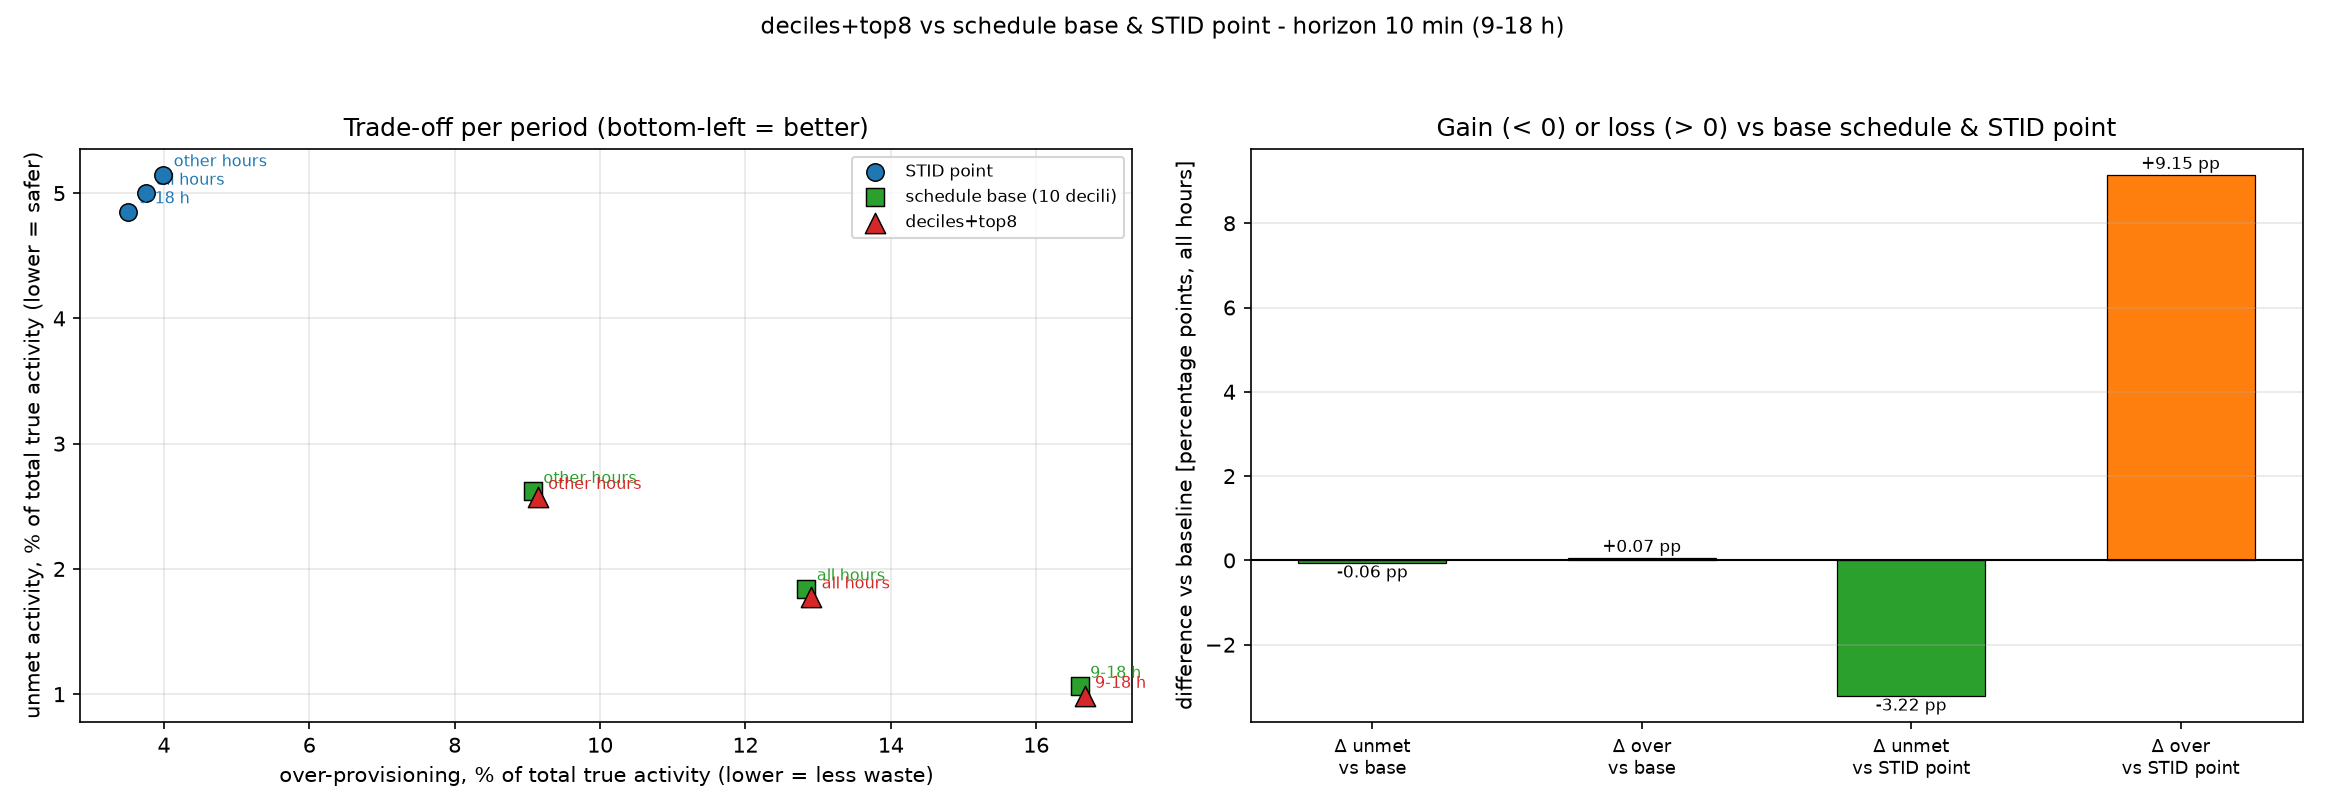 deciles+top8 vs schedule base & STID point - horizon 10 min (9-18 h)
Trade-off per period (bottom-left = better)
unmet activity, % of total true activity (lower = safer)
5
4
3
2
1
other hours
hours
18 h
STID point
schedule base (10 decili)
deciles+top8
other hours
other hours
all hours
all hours
9-18 h
9-18 h
4
6
8
10
12
14
16
over-provisioning, % of total true activity (lower = less waste)
Gain (< 0) or loss (> 0) vs base schedule & STID point
difference vs baseline [percentage points, all hours]
8
6
4
2
0
−2
-0.06 pp
+0.07 pp
-3.22 pp
+9.15 pp
Δ unmet
vs base
Δ over
vs base
Δ unmet
vs STID point
Δ over
vs STID point